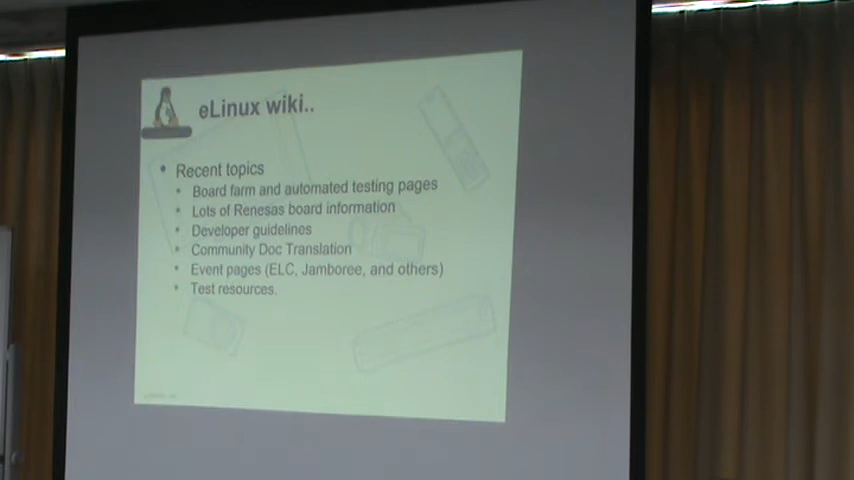 eLinux wiki..
• Recent topics
• Board farm and automated testing pages
• Lots of Renesas board information
• Developer guidelines
• Community Doc Translation
• Event pages (ELC, Jamboree, and others)
• Test resources.